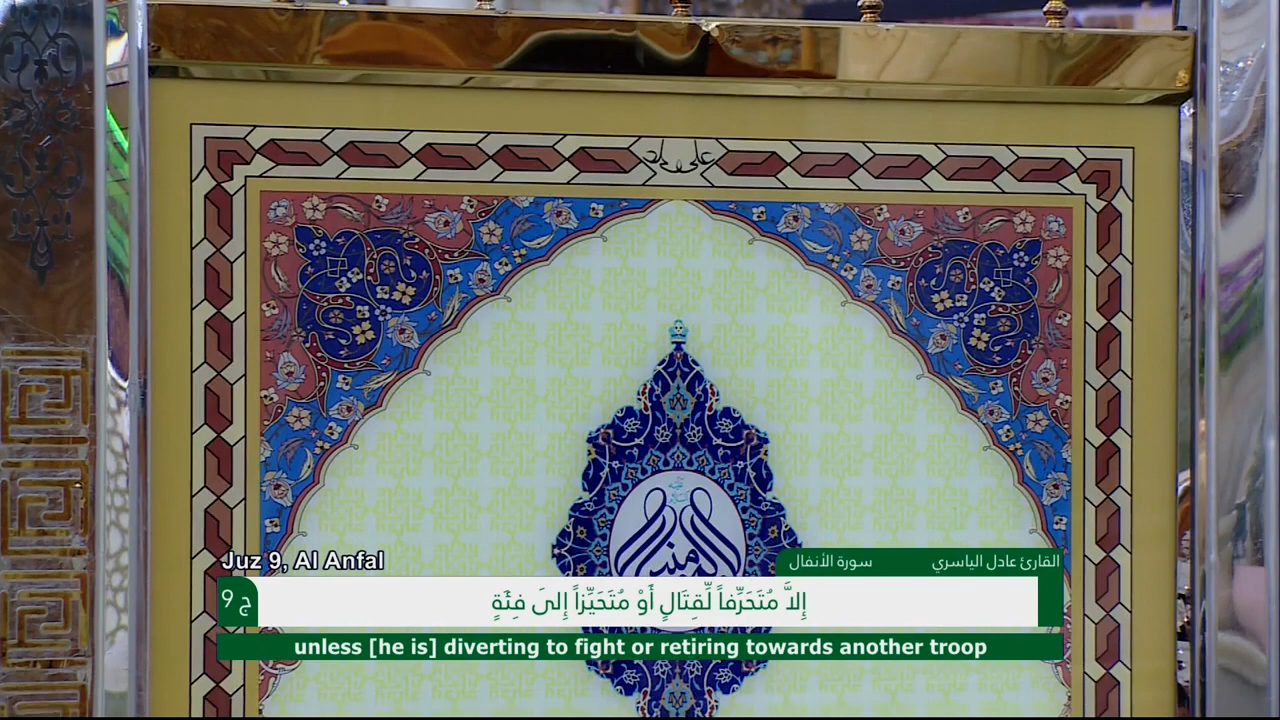 Juz 9, Al Anfal
القارئ عادل الياسري
سورة الأنفال
ج 9
إِلاَّ مُتَحَرِّفاً لِّقِتَالٍ أَوْ مُتَحَيِّزاً إِلىَ فِئَةٍ
unless [he is] diverting to fight or retiring towards another troop